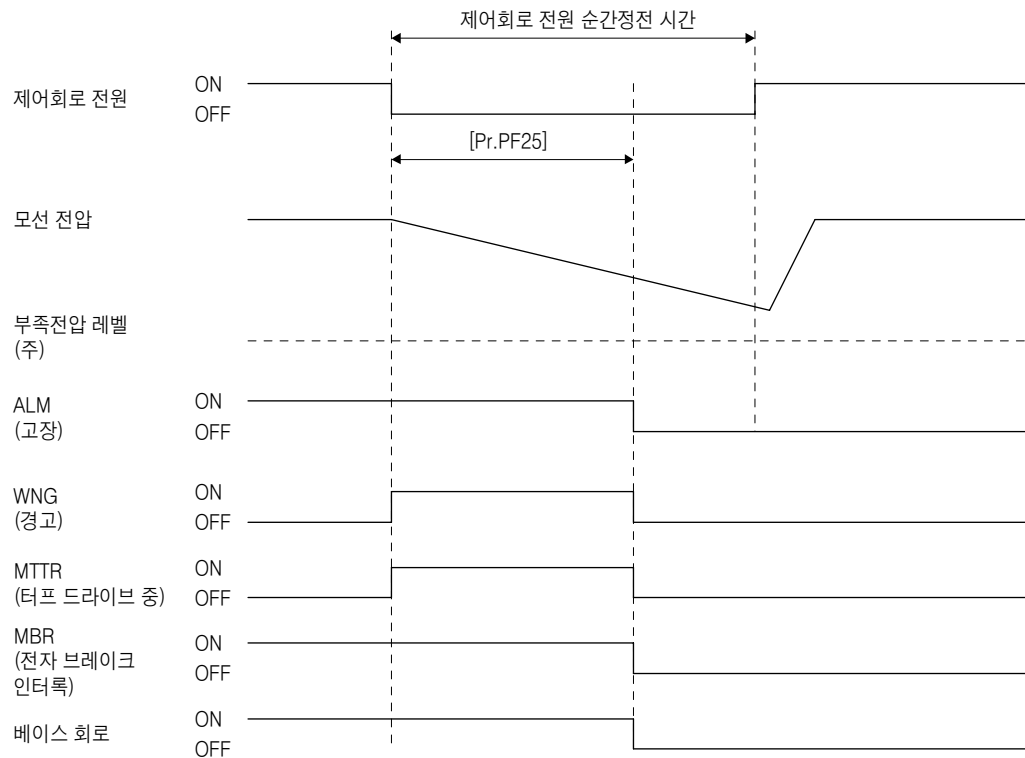 제어회로 전원 순간정전 시간
제어회로 전원
ON
OFF
[Pr.PF25]
모선 전압
부족전압 레벨
(주)
ALM
(고장)
ON
OFF
WNG
(경고)
ON
OFF
MTTR
(터프 드라이브 중)
ON
OFF
MBR
(전자 브레이크
인터록)
ON
OFF
베이스 회로
ON
OFF